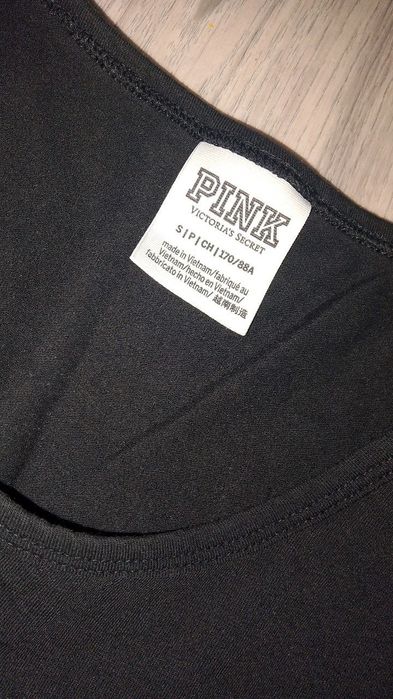 PINK
VICTORIA'S SECRET
S|P|CH|170/88A
made in Vietnam/fabriqué au
Vietnam/hecho en Vietnam/
fabbricato in Vietnam/ 越南制造